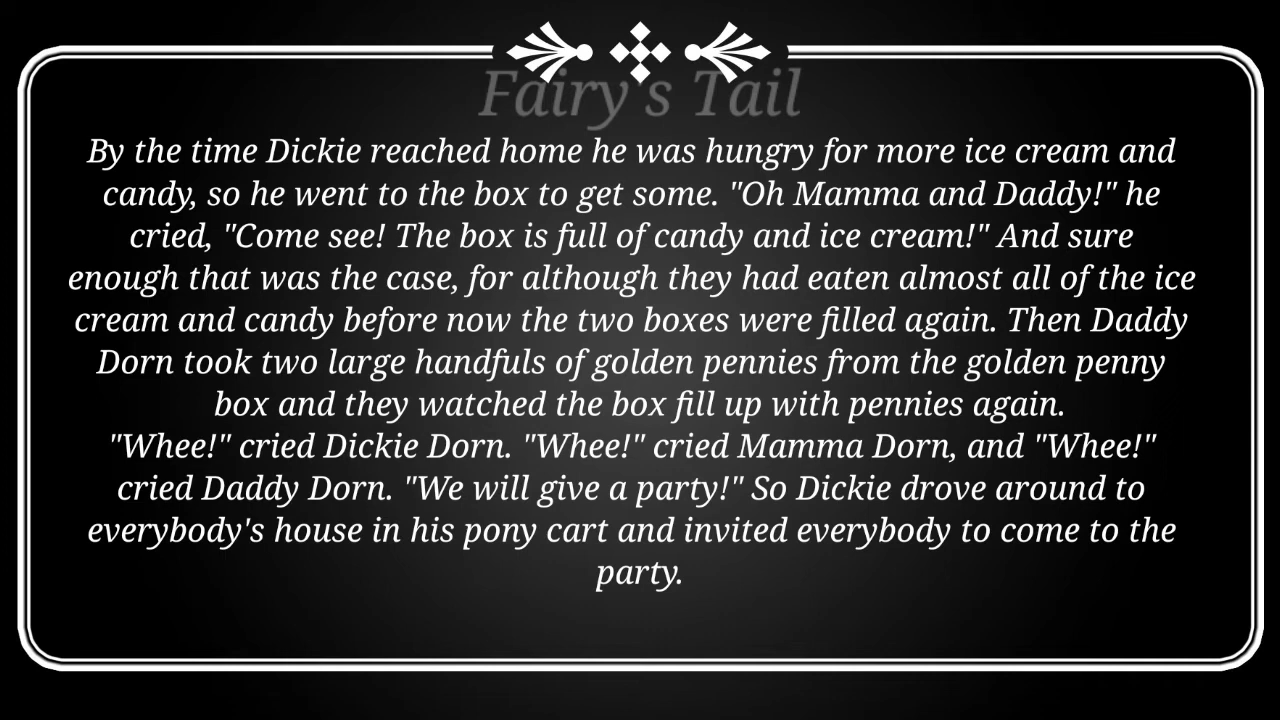 Fairy's Tail
By the time Dickie reached home he was hungry for more ice cream and
candy, so he went to the box to get some. "Oh Mamma and Daddy!" he
cried, "Come see! The box is full of candy and ice cream!" And sure
enough that was the case, for although they had eaten almost all of the ice
cream and candy before now the two boxes were filled again. Then Daddy
Dorn took two large handfuls of golden pennies from the golden penny
box and they watched the box fill up with pennies again.
"Whee!" cried Dickie Dorn. "Whee!" cried Mamma Dorn, and "Whee!"
cried Daddy Dorn. "We will give a party!" So Dickie drove around to
everybody's house in his pony cart and invited everybody to come to the
party.